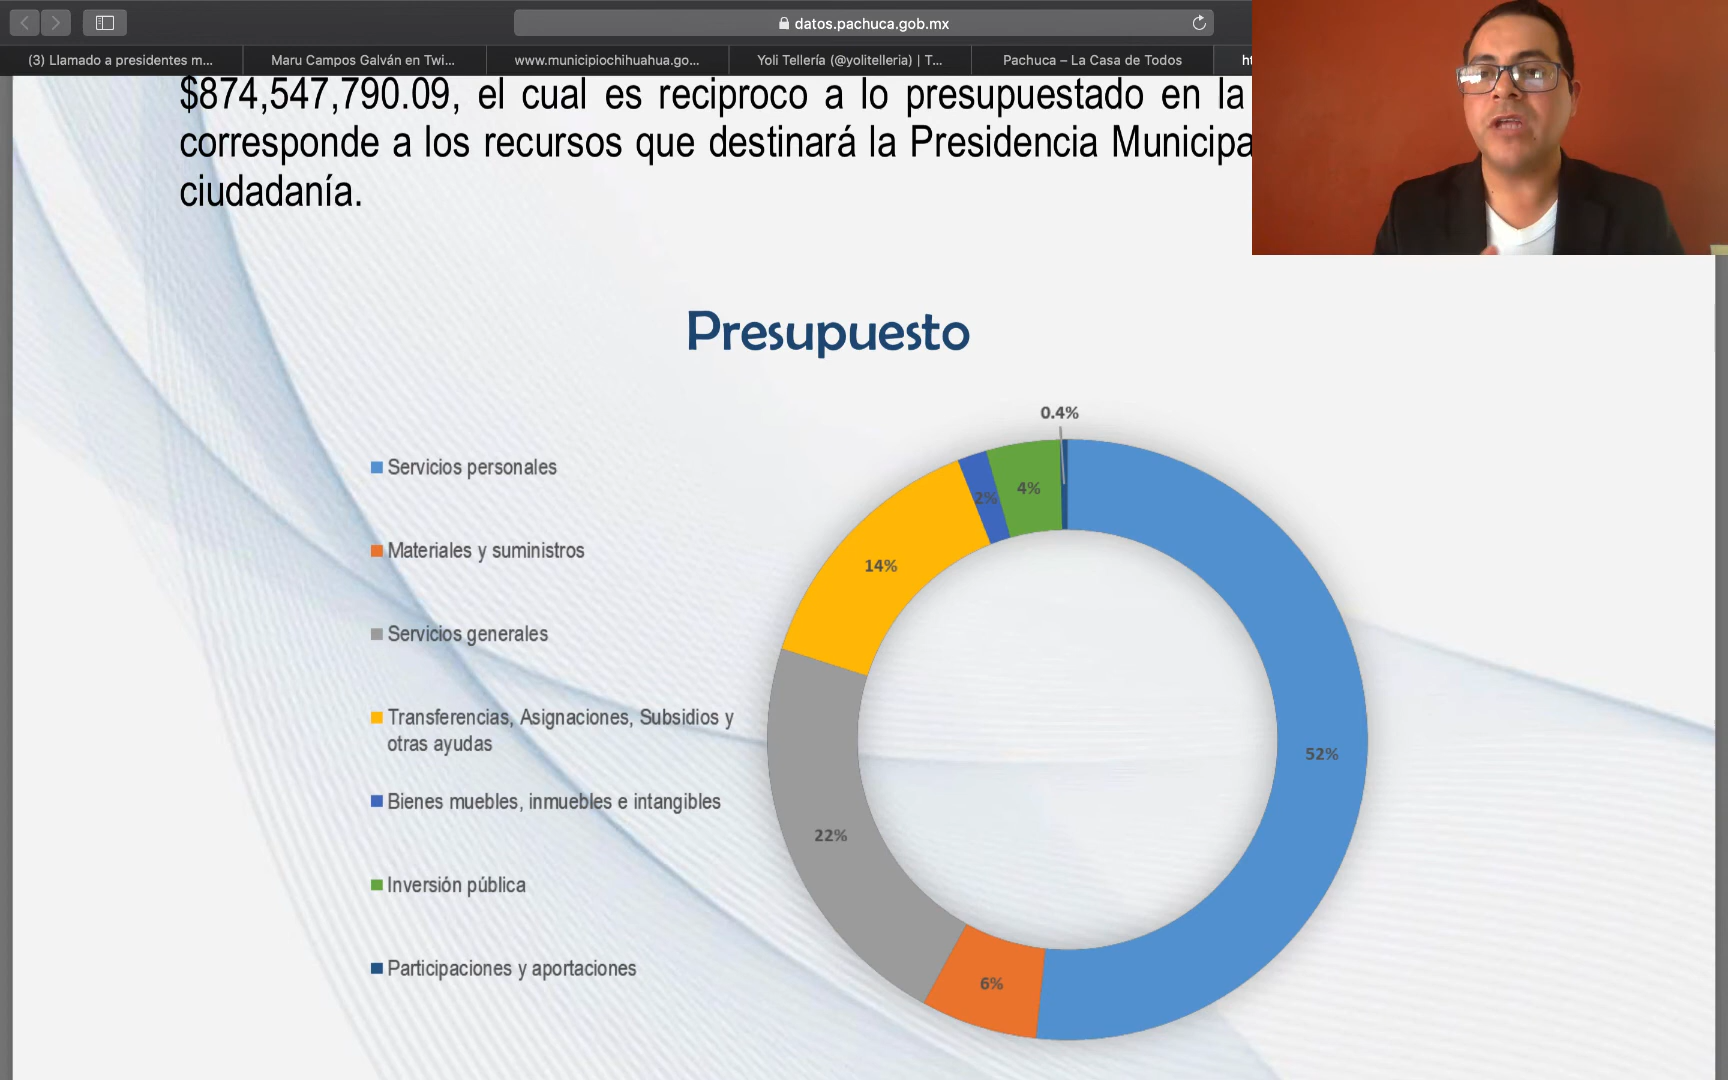 datos.pachuca.gob.mx
(3) Llamado a presidentes m...
Maru Campos Galván en Twi...
www.municipiochihuahua.go...
Yoli Tellería (@yolitelleria) | T...
Pachuca – La Casa de Todos
$874,547,790.09, el cual es reciproco a lo presupuestado en la
corresponde a los recursos que destinará la Presidencia Municipa
ciudadanía.
Presupuesto
0.4%
Servicios personales
Materiales y suministros
Servicios generales
Transferencias, Asignaciones, Subsidios y
otras ayudas
Bienes muebles, inmuebles e intangibles
Inversión pública
Participaciones y aportaciones
2%
4%
14%
52%
22%
6%